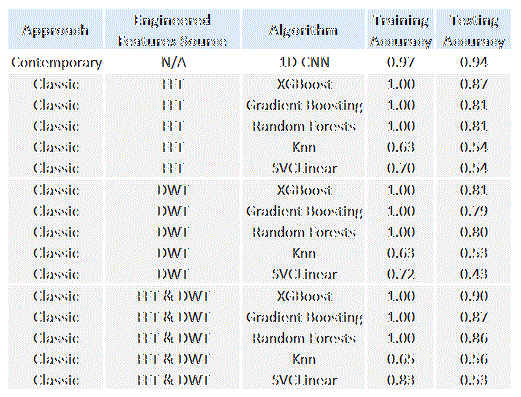 Approach Engineered Features Source Algorithm Training Accuracy Testing Accuracy
Contemporary N/A 1D CNN 0.97 0.94
Classic FFT XGBoost 1.00 0.87
Classic FFT Gradient Boosting 1.00 0.81
Classic FFT Random Forests 1.00 0.81
Classic FFT Knn 0.63 0.54
Classic FFT SVCLinear 0.70 0.54
Classic DWT XGBoost 1.00 0.81
Classic DWT Gradient Boosting 1.00 0.79
Classic DWT Random Forests 1.00 0.80
Classic DWT Knn 0.63 0.53
Classic DWT SVCLinear 0.72 0.43
Classic FFT & DWT XGBoost 1.00 0.90
Classic FFT & DWT Gradient Boosting 1.00 0.87
Classic FFT & DWT Random Forests 1.00 0.86
Classic FFT & DWT Knn 0.65 0.56
Classic FFT & DWT SVCLinear 0.83 0.53